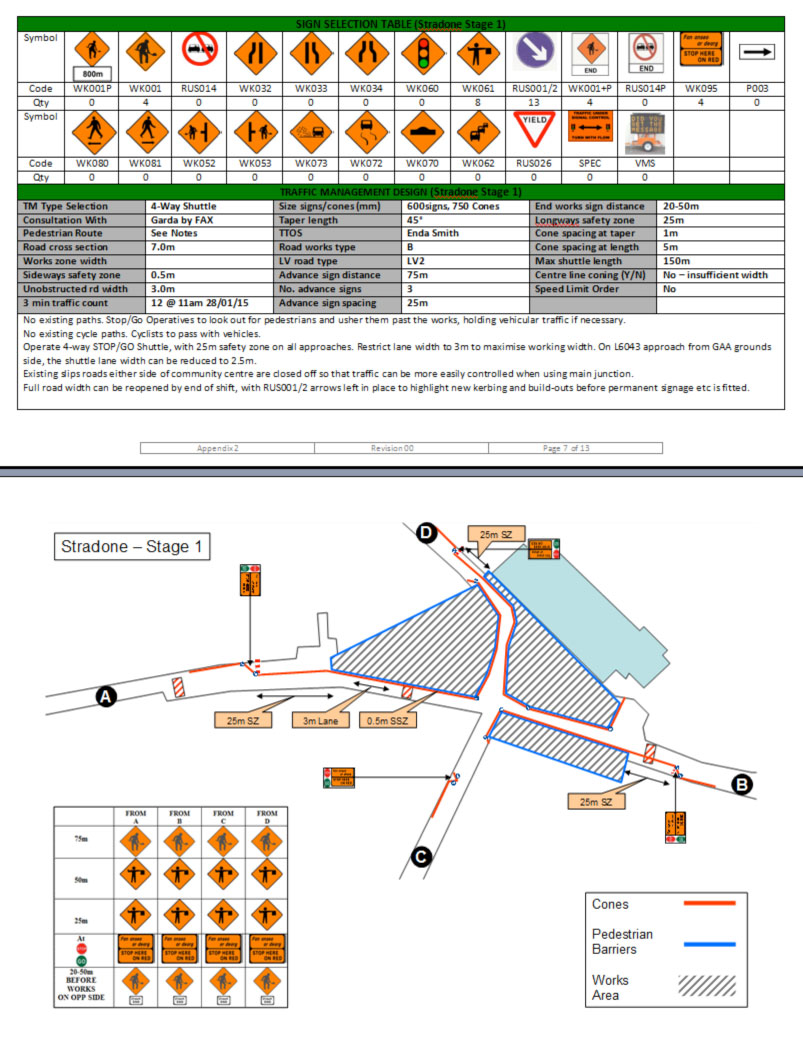 SIGN SELECTION TABLE (Stradone Stage 1)
Symbol
800m
END
END
STOP HERE
ON RED
Code WK001P WK001 RUS014 WK032 WK033 WK034 WK060 WK061 RUS001/2 WK001+P RUS014P WK095 P003
Qty 0 4 0 0 0 0 0 8 13 4 0 4 0
Symbol
YIELD
Code WK080 WK081 WK052 WK053 WK073 WK072 WK070 WK062 RUS026 SPEC VMS
Qty 0 0 0 0 0 0 0 0 0 0 0
TRAFFIC MANAGEMENT DESIGN (Stradone Stage 1)
TM Type Selection 4-Way Shuttle Size signs/cones (mm) 600signs, 750 Cones End works sign distance 20-50m
Consultation With Garda by FAX Taper length 45° Longways safety zone 25m
Pedestrian Route See Notes TTOS Enda Smith Cone spacing at taper 1m
Road cross section 7.0m Road works type B Cone spacing at length 5m
Works zone width LV road type LV2 Max shuttle length 150m
Sideways safety zone 0.5m Advance sign distance 75m Centre line coning (Y/N) No – insufficient width
Unobstructed rd width 3.0m No. advance signs 3 Speed Limit Order No
3 min traffic count 12 @ 11am 28/01/15 Advance sign spacing 25m
No existing paths. Stop/Go Operatives to look out for pedestrians and usher them past the works, holding vehicular traffic if necessary.
No existing cycle paths. Cyclists to pass with vehicles.
Operate 4-way STOP/GO Shuttle, with 25m safety zone on all approaches. Restrict lane width to 3m to maximise working width. On L6043 approach from GAA grounds
side, the shuttle lane width can be reduced to 2.5m.
Existing slips roads either side of community centre are closed off so that traffic can be more easily controlled when using main junction.
Full road width can be reopened by end of shift, with RUS001/2 arrows left in place to highlight new kerbing and build-outs before permanent signage etc is fitted.
Appendix 2 Revision 00 Page 7 of 13
Stradone – Stage 1
D
25m SZ
A
25m SZ
3m Lane
0.5m SSZ
B
25m SZ
C
FROM A FROM B FROM C FROM D
75m
50m
25m
At
STOP
GO
STOP HERE ON RED STOP HERE ON RED STOP HERE ON RED STOP HERE ON RED
20-50m
BEFORE
WORKS
ON OPP SIDE
Cones
Pedestrian
Barriers
Works
Area